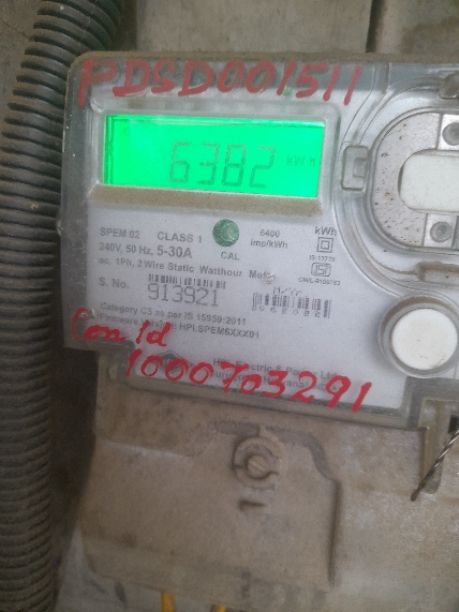 PDSD001511
6382 kWh
SPEM 02 CLASS 1
240V, 50 Hz, 5-30A
CAL
6400
imp/kWh
kWh
ac, 1Ph, 2 Wire Static Watthour
S. No. 913921
Category C3 as per IS 15959:2011
Con Id
1000703291